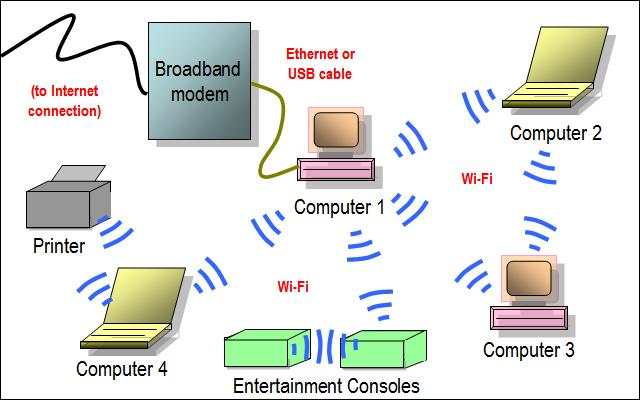 Broadband
modem
Ethernet or
USB cable
(to Internet
connection)
Computer 2
Computer 1
Wi-Fi
Printer
Wi-Fi
Computer 3
Computer 4
Entertainment Consoles